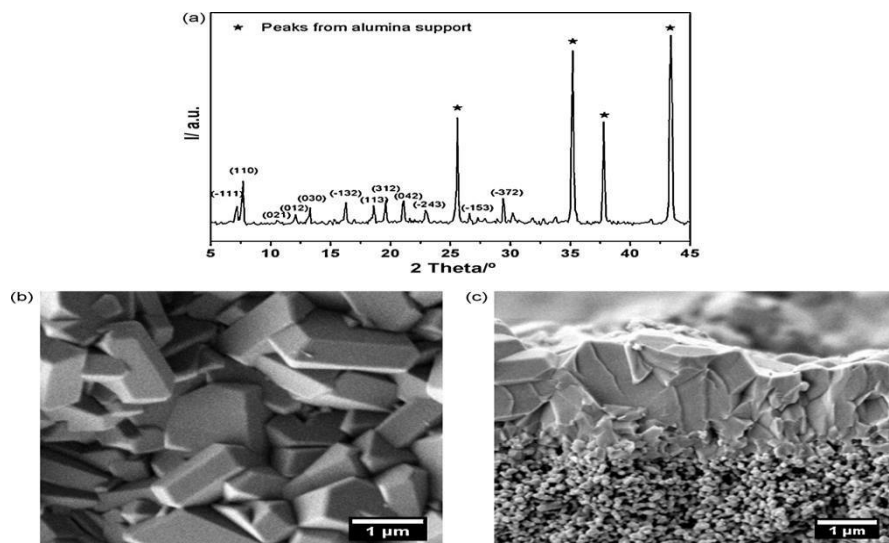 (a)
★ Peaks from alumina support
I/ a.u.
(-111)
(110)
(021)
(012)
(030)
(-132)
(113)
(312)
(042)
(-243)
(-153)
(-372)
5 10 15 20 25 30 35 40 45
2 Theta/º
(b)
1 µm
(c)
1 µm